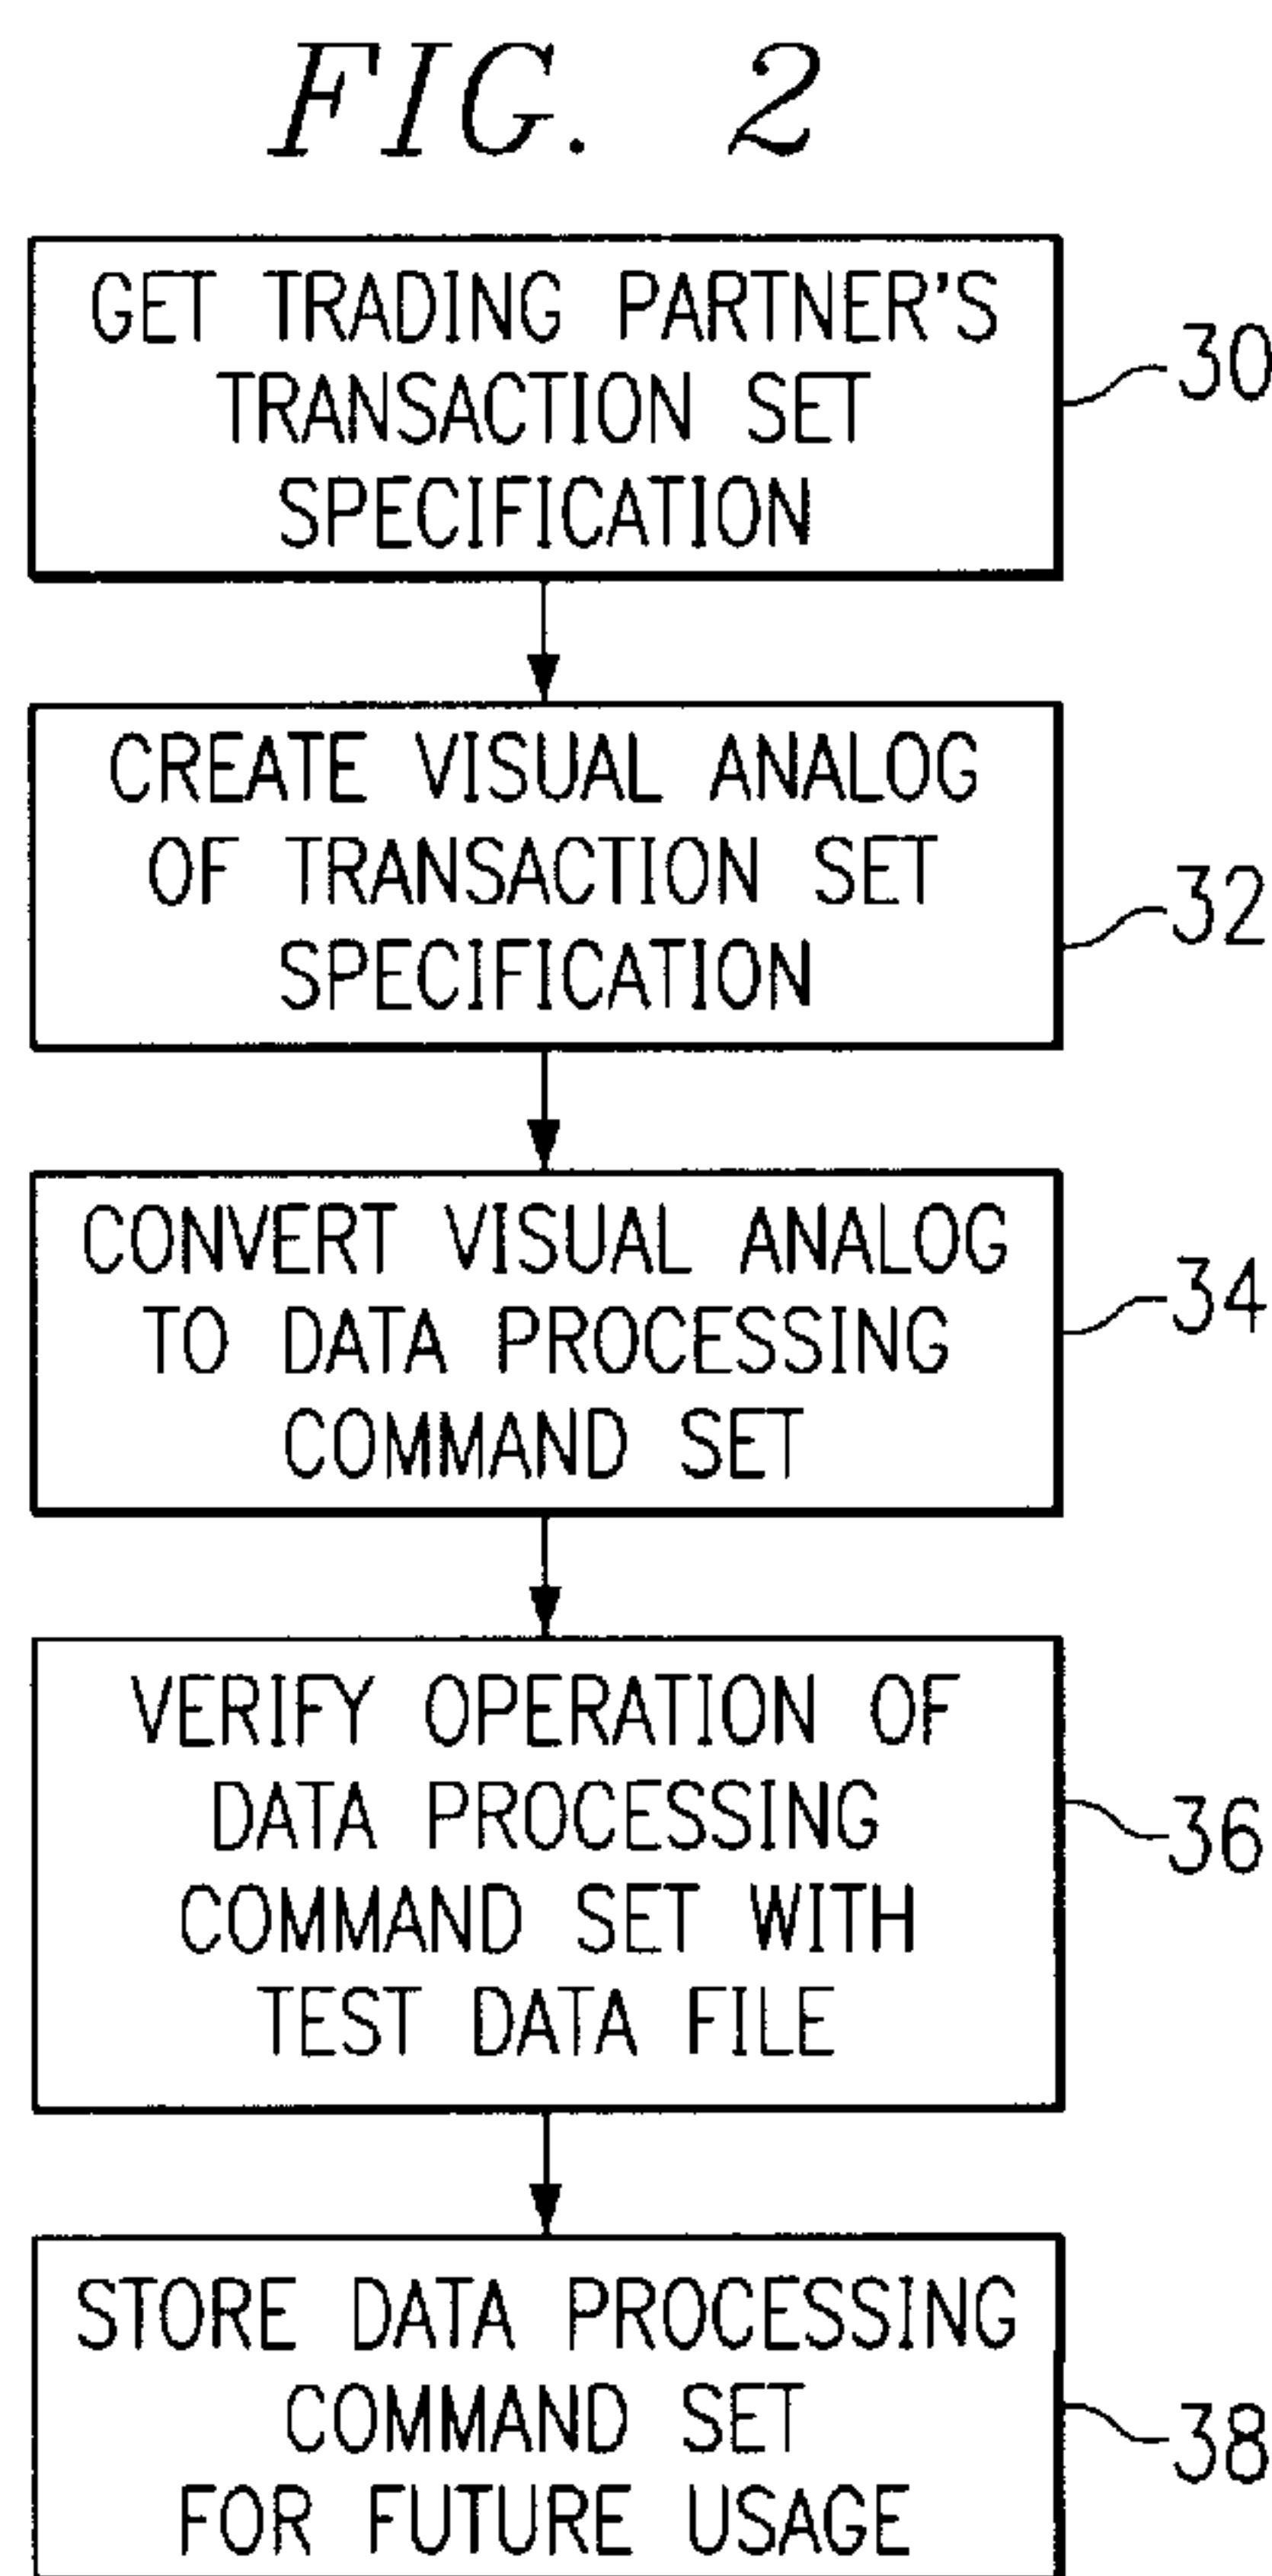 FIG. 2
GET TRADING PARTNER'S
TRANSACTION SET
SPECIFICATION
30
CREATE VISUAL ANALOG
OF TRANSACTION SET
SPECIFICATION
32
CONVERT VISUAL ANALOG
TO DATA PROCESSING
COMMAND SET
34
VERIFY OPERATION OF
DATA PROCESSING
COMMAND SET WITH
TEST DATA FILE
36
STORE DATA PROCESSING
COMMAND SET
FOR FUTURE USAGE
38